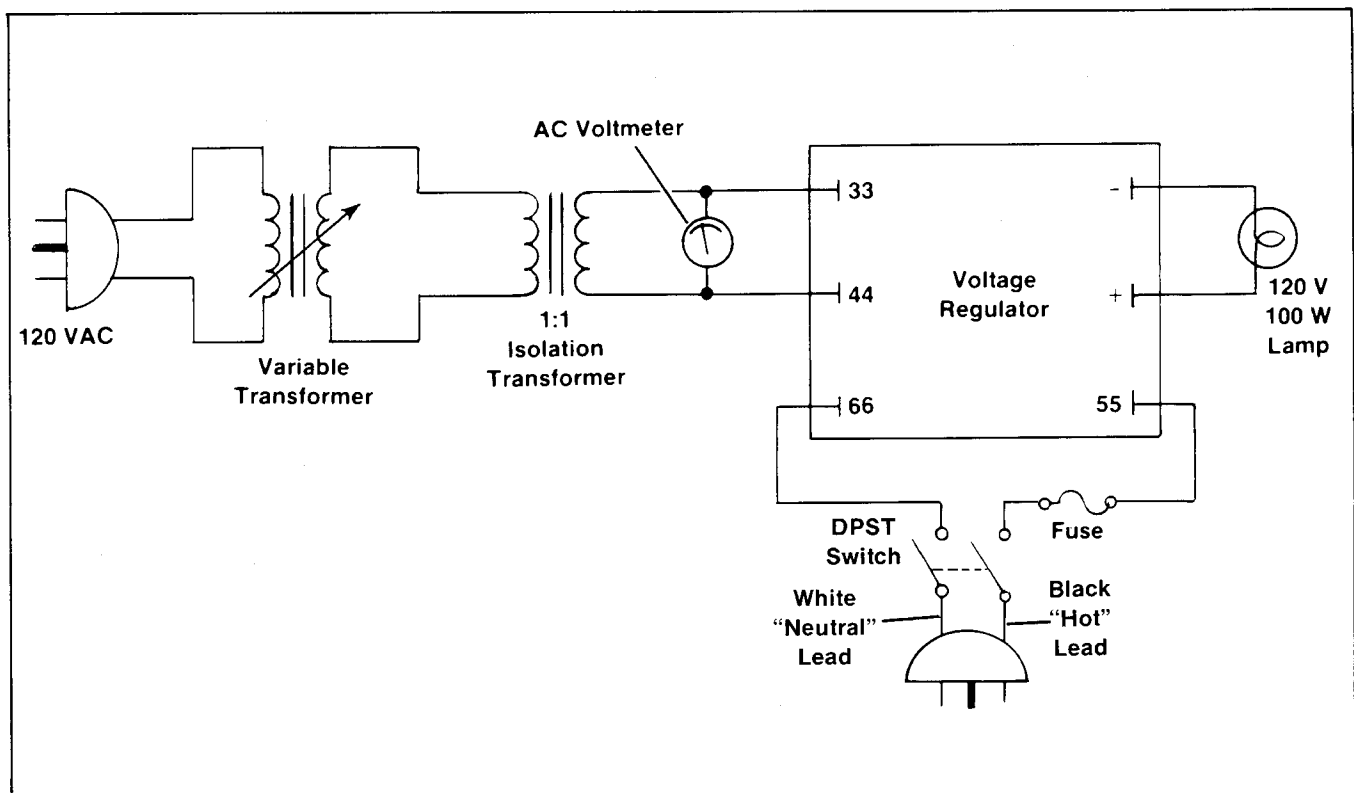 AC Voltmeter
33
-
44
Voltage
Regulator
+
120 V
100 W
Lamp
120 VAC
1:1
Isolation
Transformer
Variable
Transformer
66
55
DPST
Switch
Fuse
White
"Neutral"
Lead
Black
"Hot"
Lead